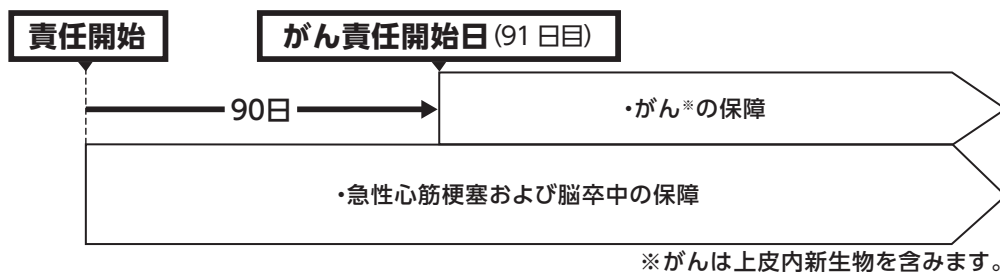 責任開始
がん責任開始日(91日目)
90日
・がん※の保障
・急性心筋梗塞および脳卒中の保障
※がんは上皮内新生物を含みます。